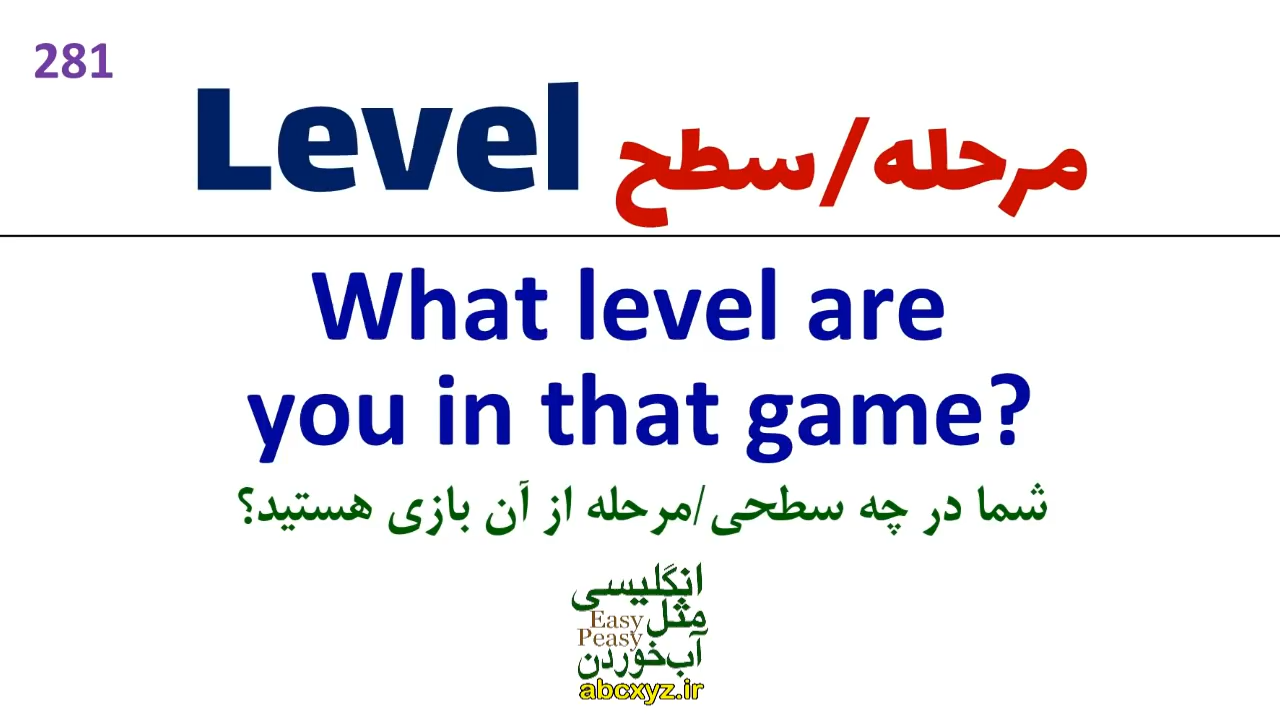 281
Level مرحله/سطح
What level are
you in that game?
شما در چه سطحی/مرحله از آن بازی هستید؟
انگلیسی
مثل Easy
Peasy
آب‌خوردن
abcxyz.ir